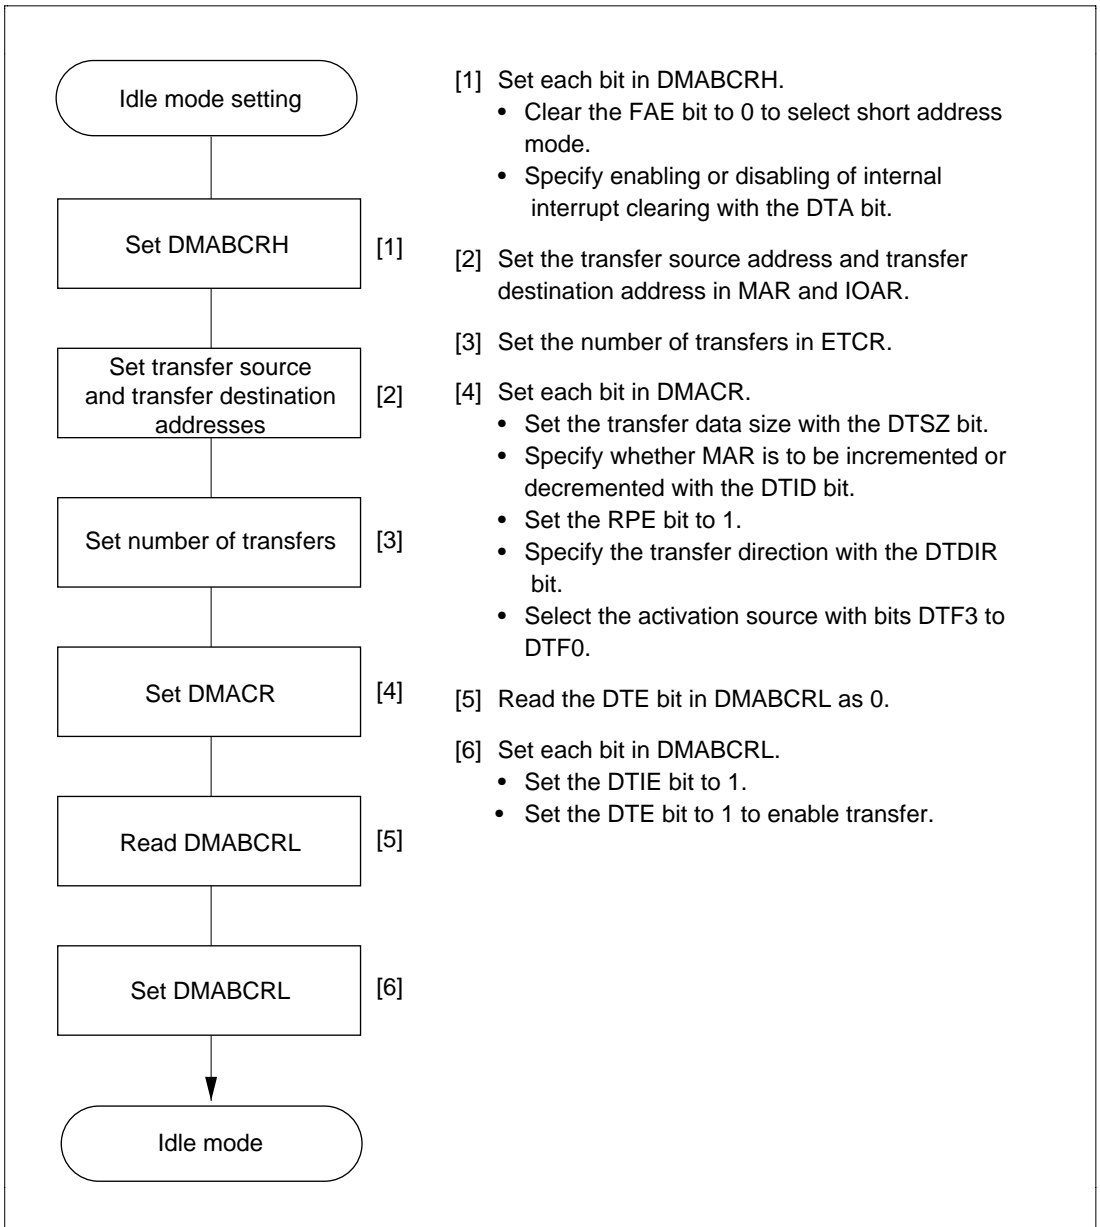 Idle mode setting
Set DMABCRH
[1]
Set transfer source
and transfer destination
addresses
[2]
Set number of transfers
[3]
Set DMACR
[4]
Read DMABCRL
[5]
Set DMABCRL
[6]
Idle mode
[1] Set each bit in DMABCRH.
• Clear the FAE bit to 0 to select short address
mode.
• Specify enabling or disabling of internal
interrupt clearing with the DTA bit.
[2] Set the transfer source address and transfer
destination address in MAR and IOAR.
[3] Set the number of transfers in ETCR.
[4] Set each bit in DMACR.
• Set the transfer data size with the DTSZ bit.
• Specify whether MAR is to be incremented or
decremented with the DTID bit.
• Set the RPE bit to 1.
• Specify the transfer direction with the DTDIR
bit.
• Select the activation source with bits DTF3 to
DTF0.
[5] Read the DTE bit in DMABCRL as 0.
[6] Set each bit in DMABCRL.
• Set the DTIE bit to 1.
• Set the DTE bit to 1 to enable transfer.